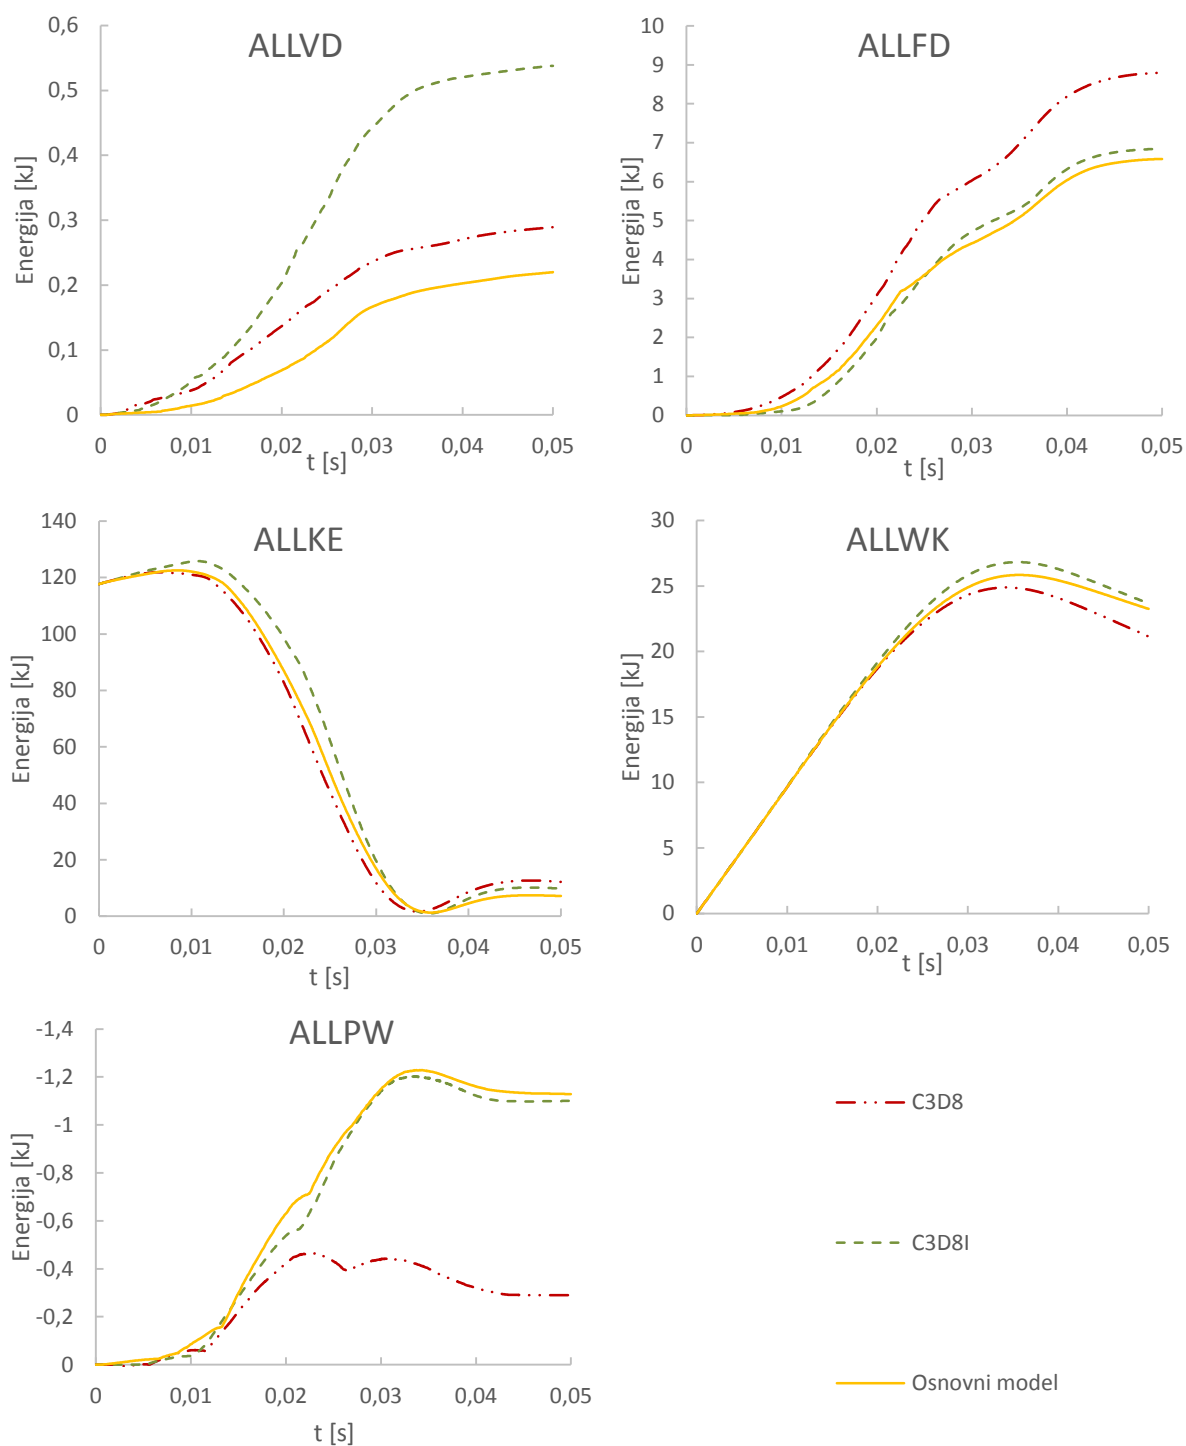 ALLVD
Energija [kJ]
0,6
0,5
0,4
0,3
0,2
0,1
0
0 0,01 0,02 0,03 0,04 0,05
t [s]
ALLFD
Energija [kJ]
10
9
8
7
6
5
4
3
2
1
0
0 0,01 0,02 0,03 0,04 0,05
t [s]
ALLKE
Energija [kJ]
140
120
100
80
60
40
20
0
0 0,01 0,02 0,03 0,04 0,05
t [s]
ALLWK
Energija [kJ]
30
25
20
15
10
5
0
0 0,01 0,02 0,03 0,04 0,05
t [s]
ALLPW
Energija [kJ]
-1,4
-1,2
-1
-0,8
-0,6
-0,4
-0,2
0
0 0,01 0,02 0,03 0,04 0,05
t [s]
C3D8
C3D8I
Osnovni model